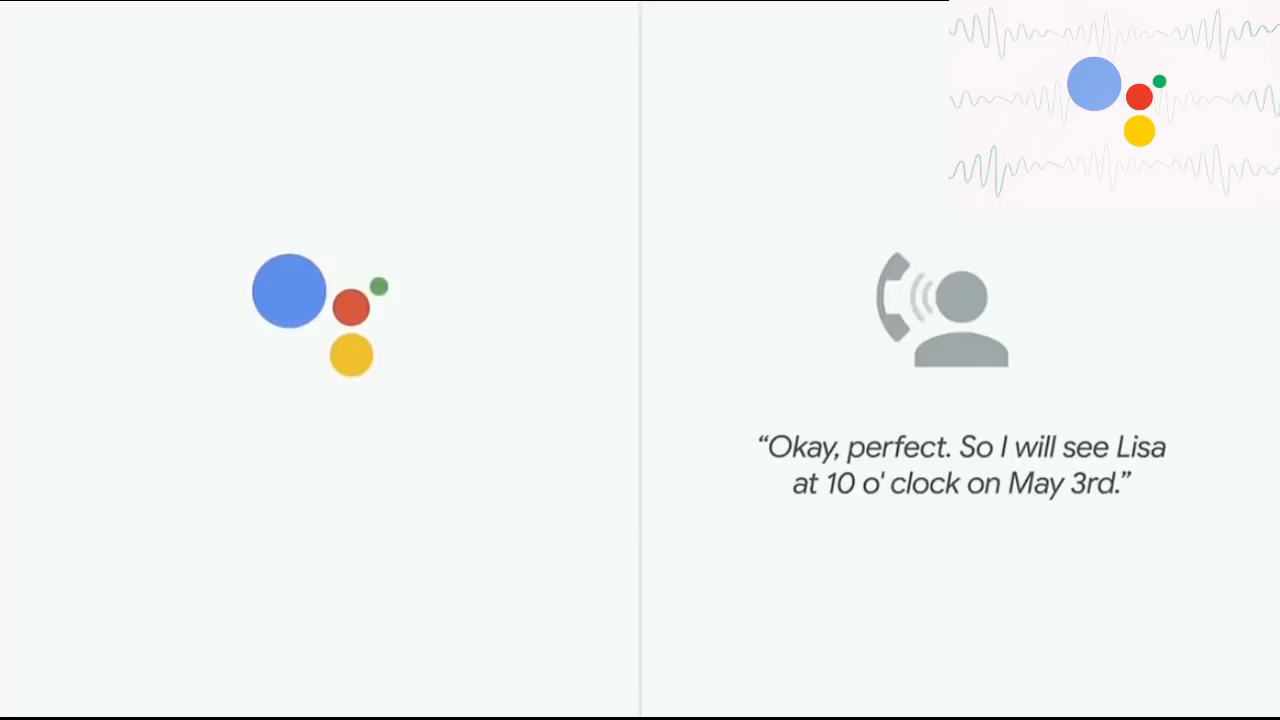 “Okay, perfect. So I will see Lisa
at 10 o' clock on May 3rd.”